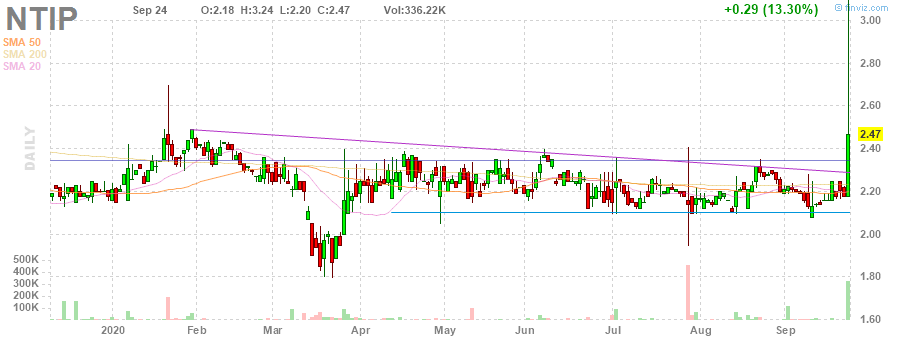 NTIP Sep 24 O:2.18 H:3.24 L:2.20 C:2.47 Vol:336.22K +0.29 (13.30%) finviz.com
SMA 50
SMA 200
SMA 20
DAILY
3.00
2.80
2.60
2.47
2.40
2.20
2.00
1.80
1.60
500K
400K
300K
200K
100K
2020 Feb Mar Apr May Jun Jul Aug Sep